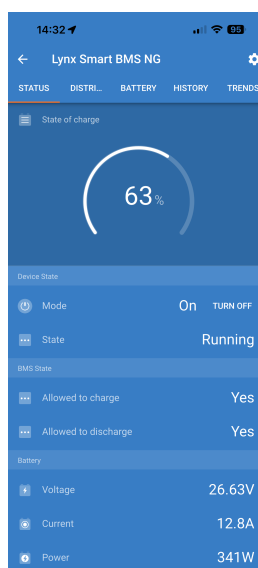 14:32
95
Lynx Smart BMS NG
STATUS DISTRI... BATTERY HISTORY TRENDS
State of charge
63%
Device State
Mode On TURN OFF
State Running
BMS State
Allowed to charge Yes
Allowed to discharge Yes
Battery
Voltage 26.63V
Current 12.8A
Power 341W